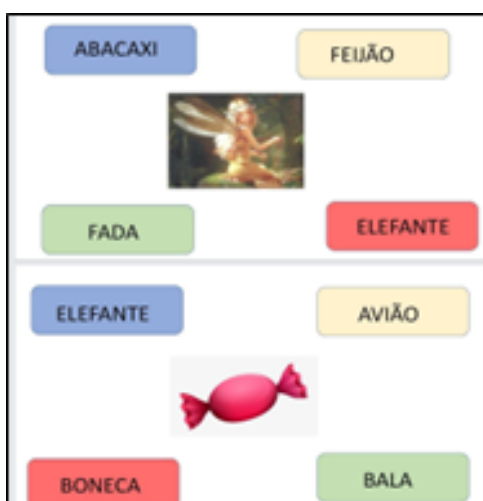 ABACAXI
FEIJÃO
FADA
ELEFANTE
ELEFANTE
AVIÃO
BONECA
BALA